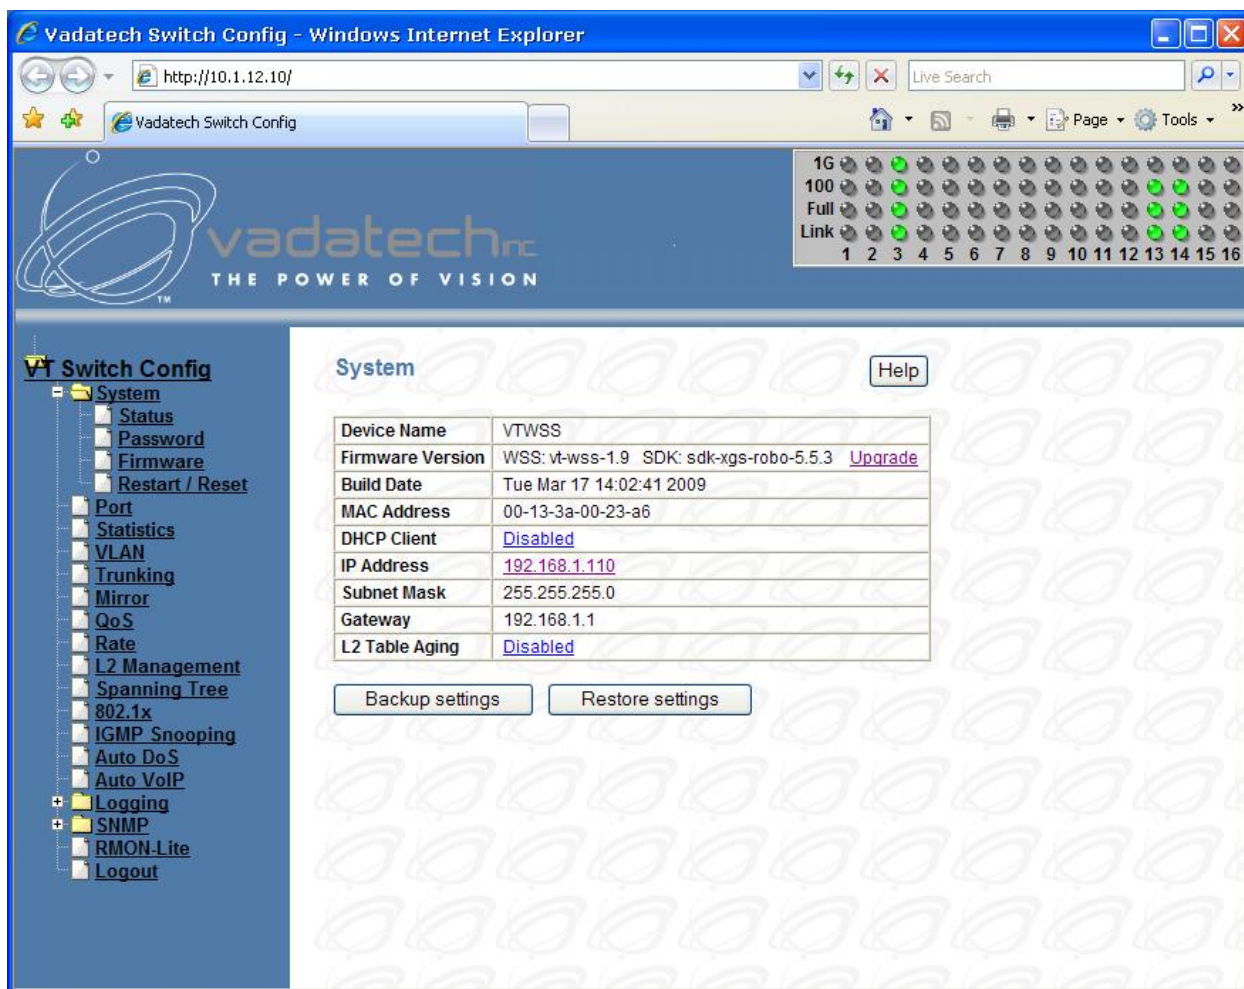 Vadatech Switch Config - Windows Internet Explorer
http://10.1.12.10/
Live Search
Vadatech Switch Config
Page
Tools
»
vadatech inc
THE POWER OF VISION
TM
1G
100
Full
Link
1 2 3 4 5 6 7 8 9 10 11 12 13 14 15 16
VT Switch Config
System
Status
Password
Firmware
Restart / Reset
Port
Statistics
VLAN
Trunking
Mirror
QoS
Rate
L2 Management
Spanning Tree
802.1x
IGMP Snooping
Auto DoS
Auto VoIP
Logging
SNMP
RMON-Lite
Logout
System
Help
Device Name VTWSS
Firmware Version WSS: vt-wss-1.9 SDK: sdk-xgs-robo-5.5.3 Upgrade
Build Date Tue Mar 17 14:02:41 2009
MAC Address 00-13-3a-00-23-a6
DHCP Client Disabled
IP Address 192.168.1.110
Subnet Mask 255.255.255.0
Gateway 192.168.1.1
L2 Table Aging Disabled
Backup settings
Restore settings